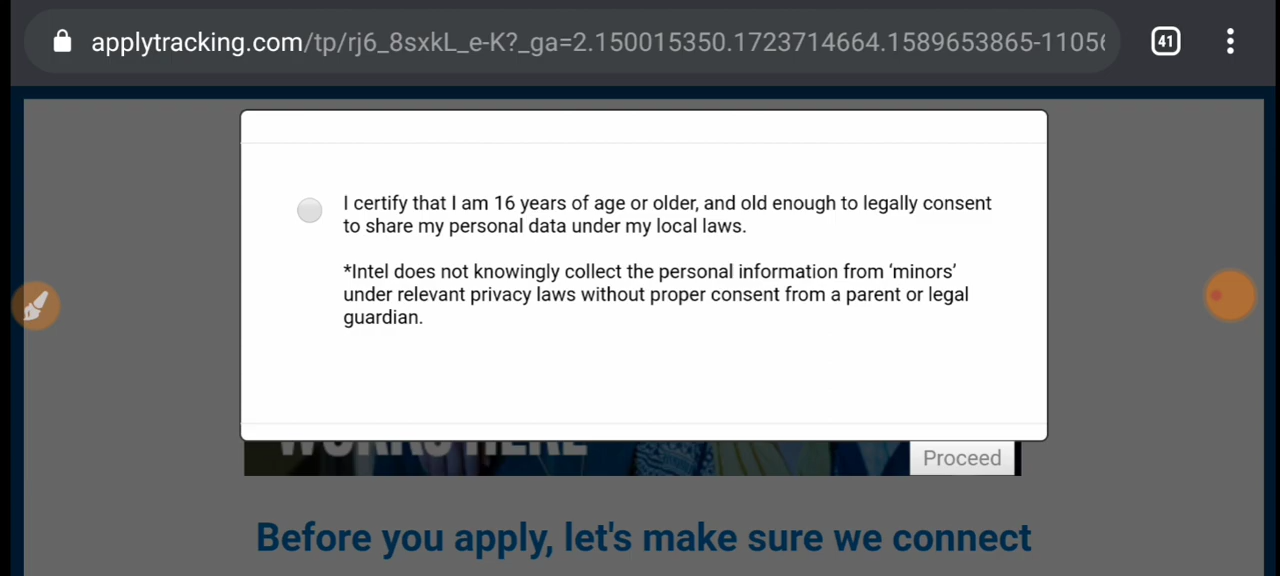 applytracking.com/tp/rj6_8sxkL_e-K?_ga=2.150015350.1723714664.1589653865-11056
41
I certify that I am 16 years of age or older, and old enough to legally consent
to share my personal data under my local laws.
*Intel does not knowingly collect the personal information from ‘minors’
under relevant privacy laws without proper consent from a parent or legal
guardian.
WORKS HERE
Proceed
Before you apply, let's make sure we connect